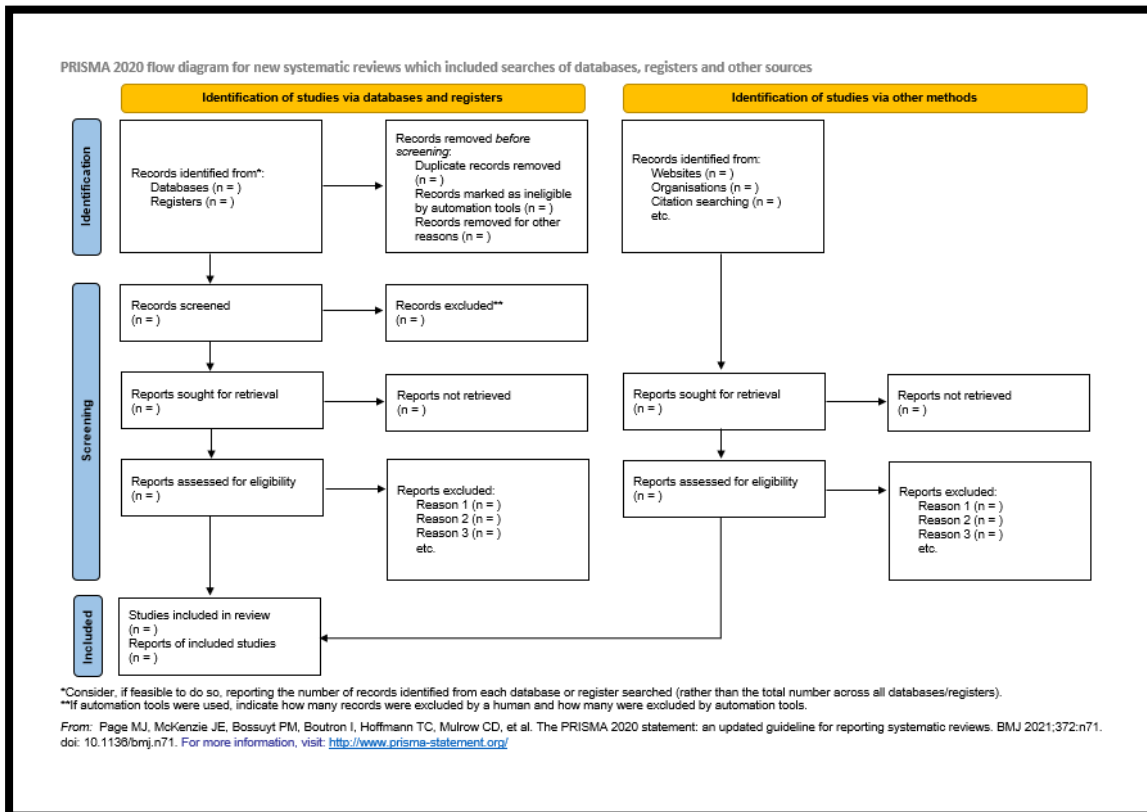 PRISMA 2020 flow diagram for new systematic reviews which included searches of databases, registers and other sources
Identification of studies via databases and registers
Identification of studies via other methods
Identification
Records identified from*:
Databases (n = )
Registers (n = )
Records removed before
screening:
Duplicate records removed
(n = )
Records marked as ineligible
by automation tools (n = )
Records removed for other
reasons (n = )
Records identified from:
Websites (n = )
Organisations (n = )
Citation searching (n = )
etc.
Screening
Records screened
(n = )
Records excluded**
(n = )
Reports sought for retrieval
(n = )
Reports not retrieved
(n = )
Reports sought for retrieval
(n = )
Reports not retrieved
(n = )
Reports assessed for eligibility
(n = )
Reports excluded:
Reason 1 (n = )
Reason 2 (n = )
Reason 3 (n = )
etc.
Reports assessed for eligibility
(n = )
Reports excluded:
Reason 1 (n = )
Reason 2 (n = )
Reason 3 (n = )
etc.
Included
Studies included in review
(n = )
Reports of included studies
(n = )
*Consider, if feasible to do so, reporting the number of records identified from each database or register searched (rather than the total number across all databases/registers).
**If automation tools were used, indicate how many records were excluded by a human and how many were excluded by automation tools.
From: Page MJ, McKenzie JE, Bossuyt PM, Boutron I, Hoffmann TC, Mulrow CD, et al. The PRISMA 2020 statement: an updated guideline for reporting systematic reviews. BMJ 2021;372:n71.
doi: 10.1136/bmj.n71. For more information, visit: http://www.prisma-statement.org/